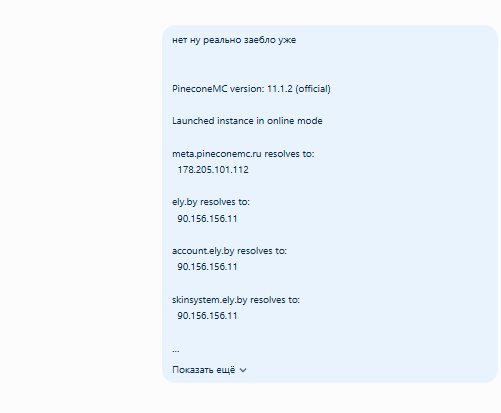 нет ну реально заебло уже
PineconeMC version: 11.1.2 (official)
Launched instance in online mode
meta.pineconemc.ru resolves to:
178.205.101.112
ely.by resolves to:
90.156.156.11
account.ely.by resolves to:
90.156.156.11
skinsystem.ely.by resolves to:
90.156.156.11
...
Показать ещё